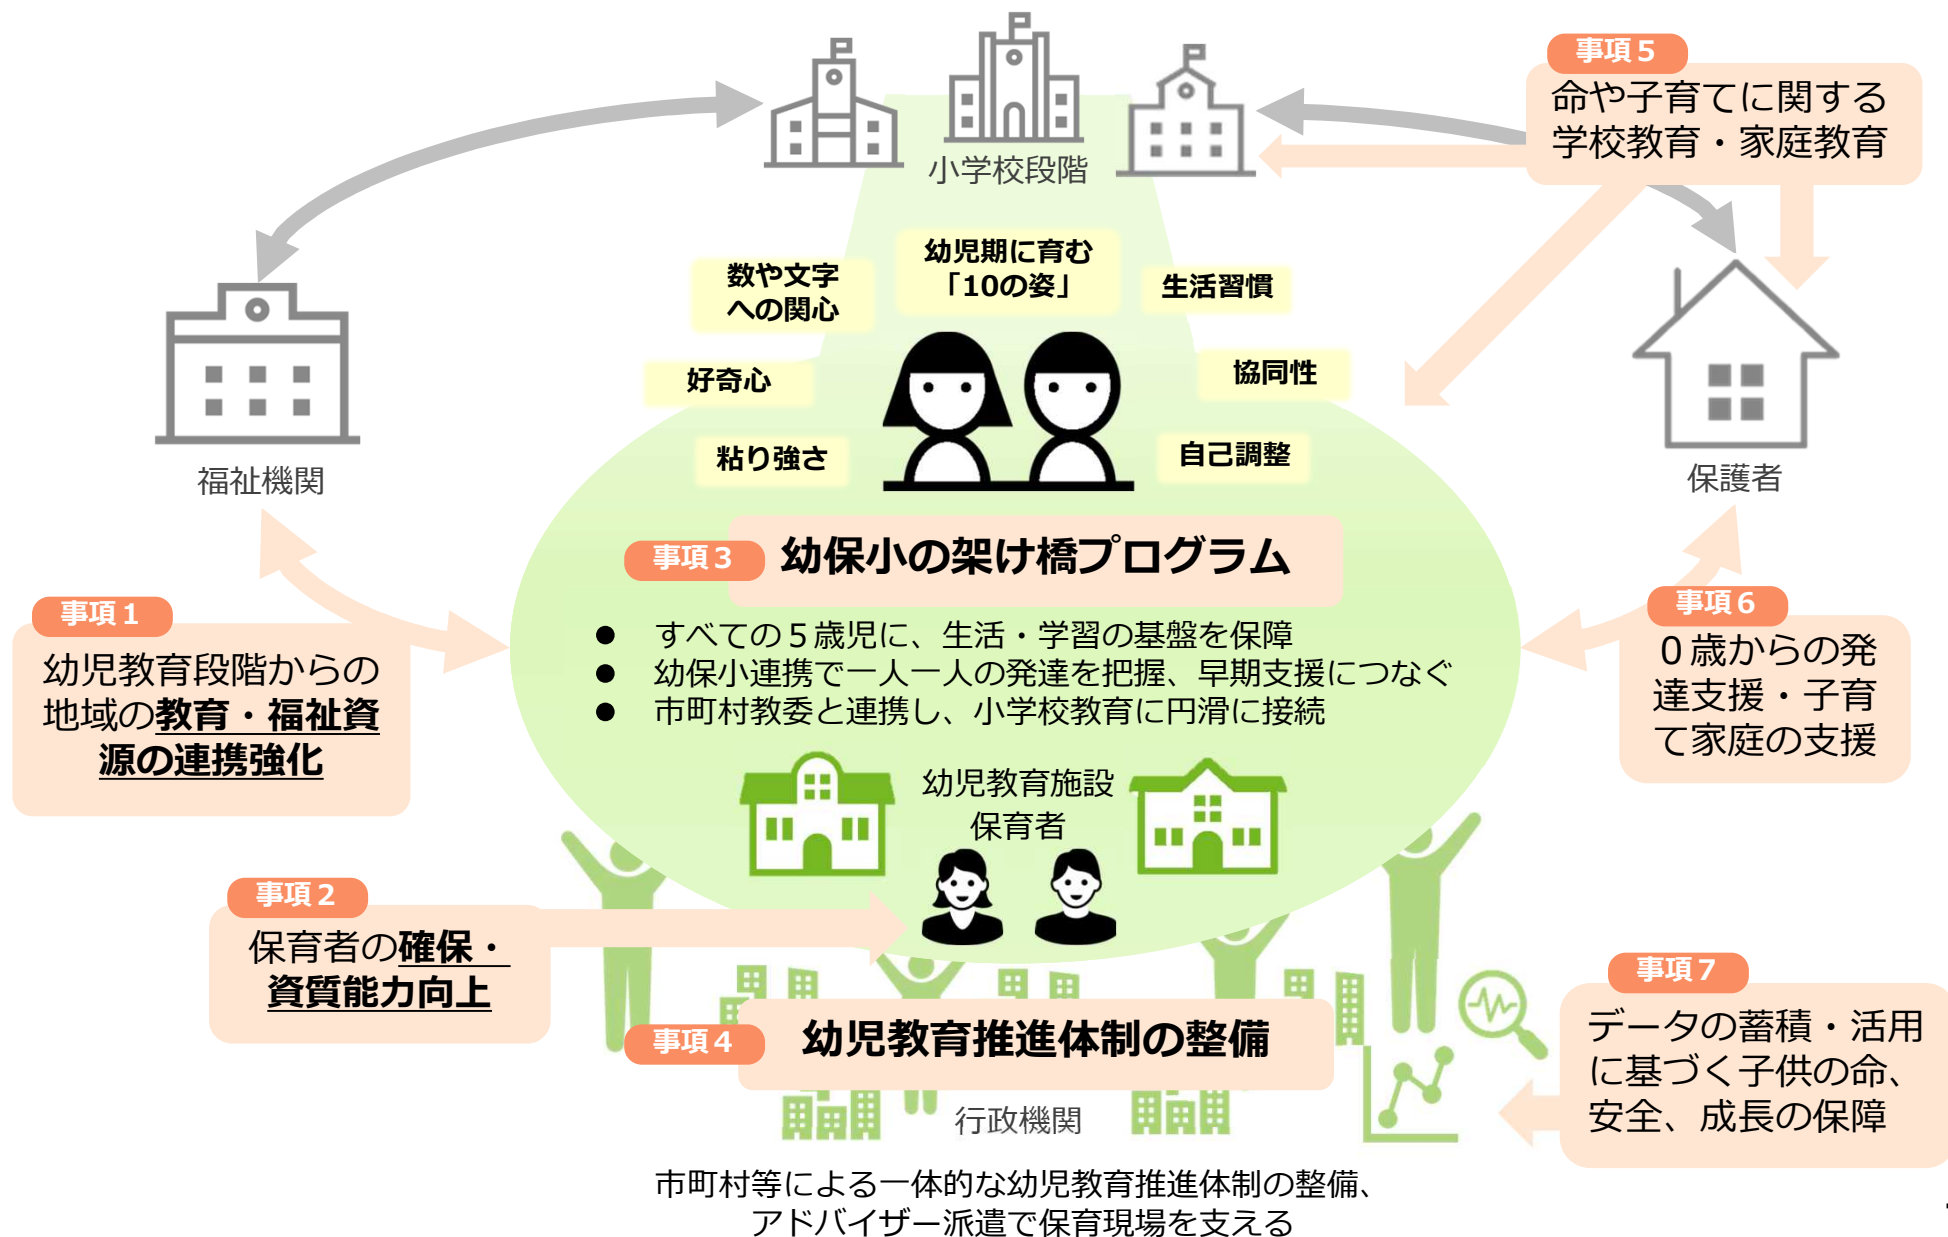 事項５
命や子育てに関する
学校教育・家庭教育
小学校段階
幼児期に育む
「10の姿」
数や文字
への関心
生活習慣
好奇心
協同性
粘り強さ
自己調整
福祉機関
保護者
事項３
幼保小の架け橋プログラム
● すべての５歳児に、生活・学習の基盤を保障
● 幼保小連携で一人一人の発達を把握、早期支援につなぐ
● 市町村教委と連携し、小学校教育に円滑に接続
事項１
幼児教育段階からの
地域の教育・福祉資
源の連携強化
事項６
０歳からの発
達支援・子育
て家庭の支援
幼児教育施設
保育者
事項２
保育者の確保・
資質能力向上
事項４
幼児教育推進体制の整備
行政機関
事項７
データの蓄積・活用
に基づく子供の命、
安全、成長の保障
市町村等による一体的な幼児教育推進体制の整備、
アドバイザー派遣で保育現場を支える